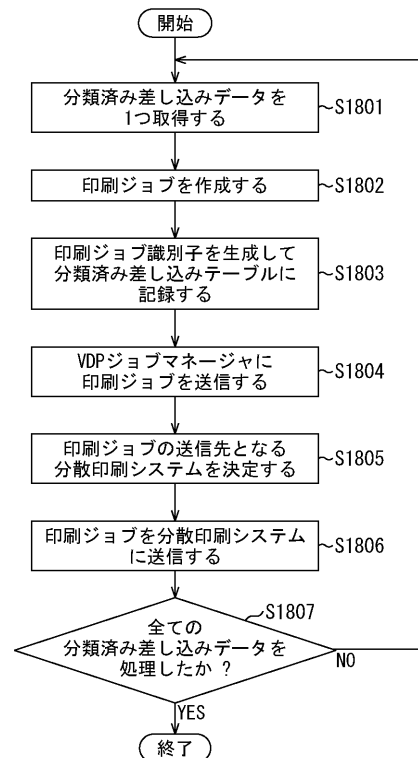 開始
分類済み差し込みデータを
1つ取得する
~S1801
印刷ジョブを作成する
~S1802
印刷ジョブ識別子を生成して
分類済み差し込みテーブルに
記録する
~S1803
VDPジョブマネージャに
印刷ジョブを送信する
~S1804
印刷ジョブの送信先となる
分散印刷システムを決定する
~S1805
印刷ジョブを分散印刷システム
に送信する
~S1806
S1807
全ての
分類済み差し込みデータを
処理したか ?
NO
YES
終了